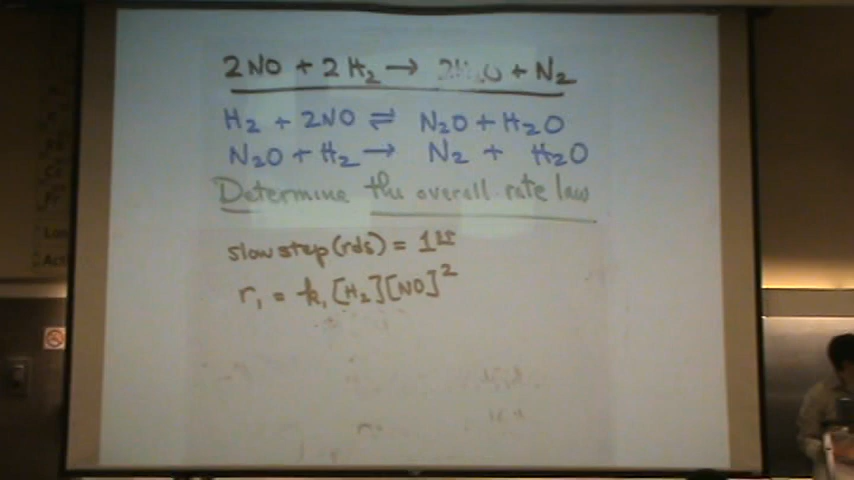 2NO + 2H₂ → 2H₂O + N₂
H₂ + 2NO ⇌ N₂O + H₂O
N₂O + H₂ → N₂ + H₂O
Determine the overall rate law
slow step (rds) = 1st
r₁ = k₁[H₂][NO]²